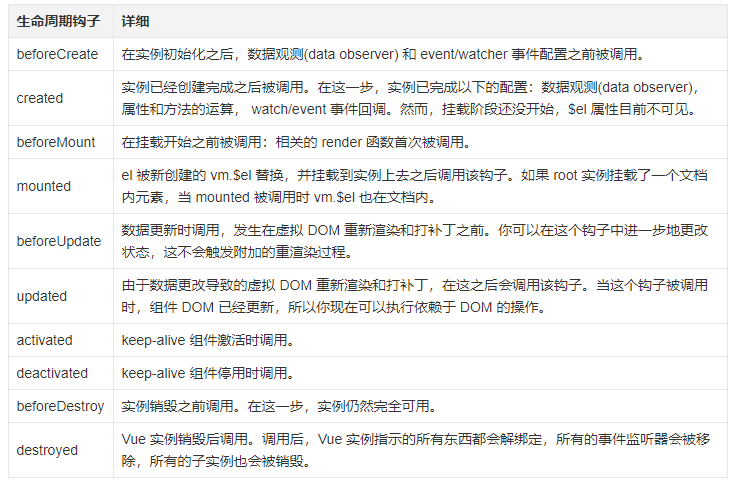 生命周期钩子 详细
beforeCreate 在实例初始化之后，数据观测(data observer) 和 event/watcher 事件配置之前被调用。
created 实例已经创建完成之后被调用。在这一步，实例已完成以下的配置：数据观测(data observer)，
属性和方法的运算， watch/event 事件回调。然而，挂载阶段还没开始，$el 属性目前不可见。
beforeMount 在挂载开始之前被调用：相关的 render 函数首次被调用。
mounted el 被新创建的 vm.$el 替换，并挂载到实例上去之后调用该钩子。如果 root 实例挂载了一个文档
内元素，当 mounted 被调用时 vm.$el 也在文档内。
beforeUpdate 数据更新时调用，发生在虚拟 DOM 重新渲染和打补丁之前。你可以在这个钩子中进一步地更改
状态，这不会触发附加的重渲染过程。
updated 由于数据更改导致的虚拟 DOM 重新渲染和打补丁，在这之后会调用该钩子。当这个钩子被调用
时，组件 DOM 已经更新，所以你现在可以执行依赖于 DOM 的操作。
activated keep-alive 组件激活时调用。
deactivated keep-alive 组件停用时调用。
beforeDestroy 实例销毁之前调用。在这一步，实例仍然完全可用。
destroyed Vue 实例销毁后调用。调用后，Vue 实例指示的所有东西都会解绑定，所有的事件监听器会被移
除，所有的子实例也会被销毁。